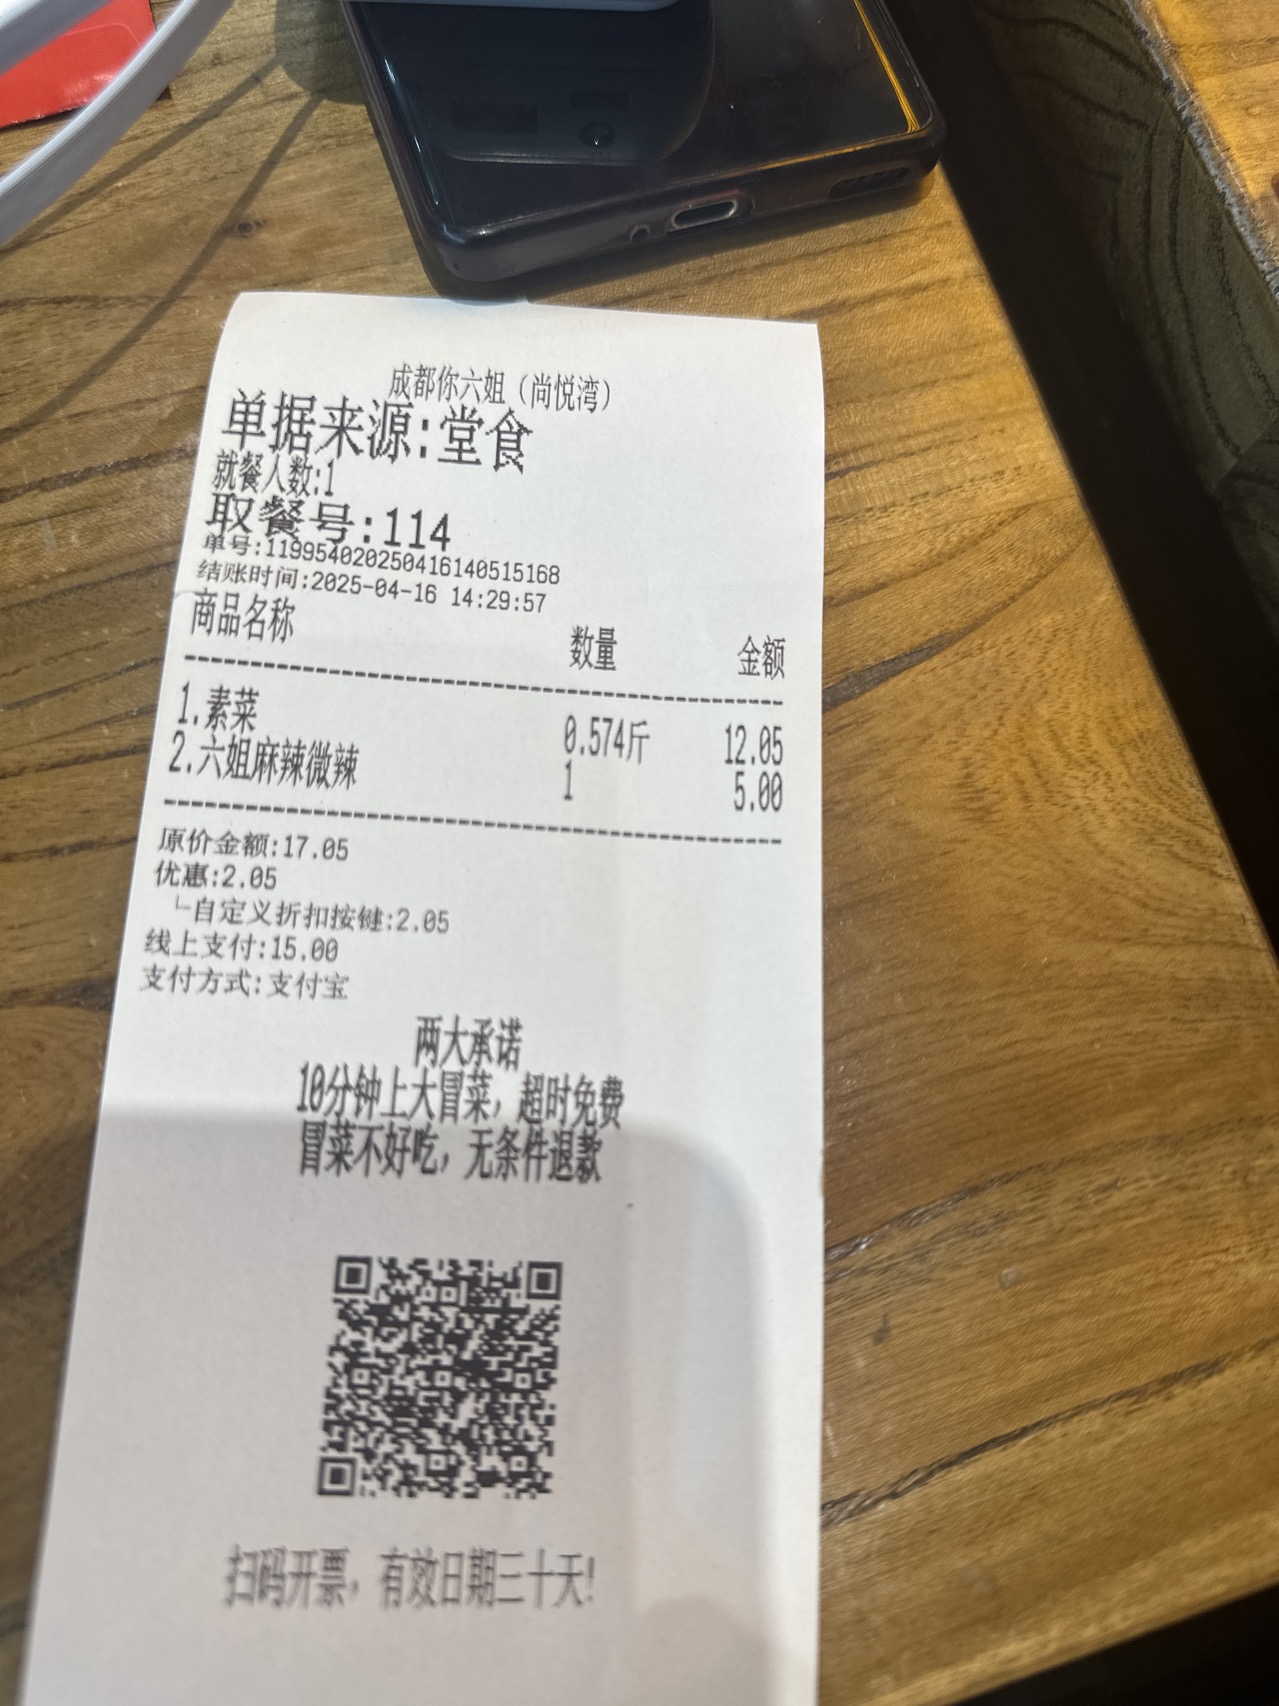 成都你六姐（尚悦湾）
单据来源:堂食
就餐人数:1
取餐号:114
单号:11995402025041614051​5168
结账时间:2025-04-16 14:29:57
商品名称 数量 金额
1.素菜 0.574斤 12.05
2.六姐麻辣微辣 1 5.00
原价金额:17.05
优惠:2.05
└自定义折扣按键:2.05
线上支付:15.00
支付方式:支付宝
两大承诺
10分钟上大冒菜，超时免费
冒菜不好吃，无条件退款
扫码开票，有效日期三十天!